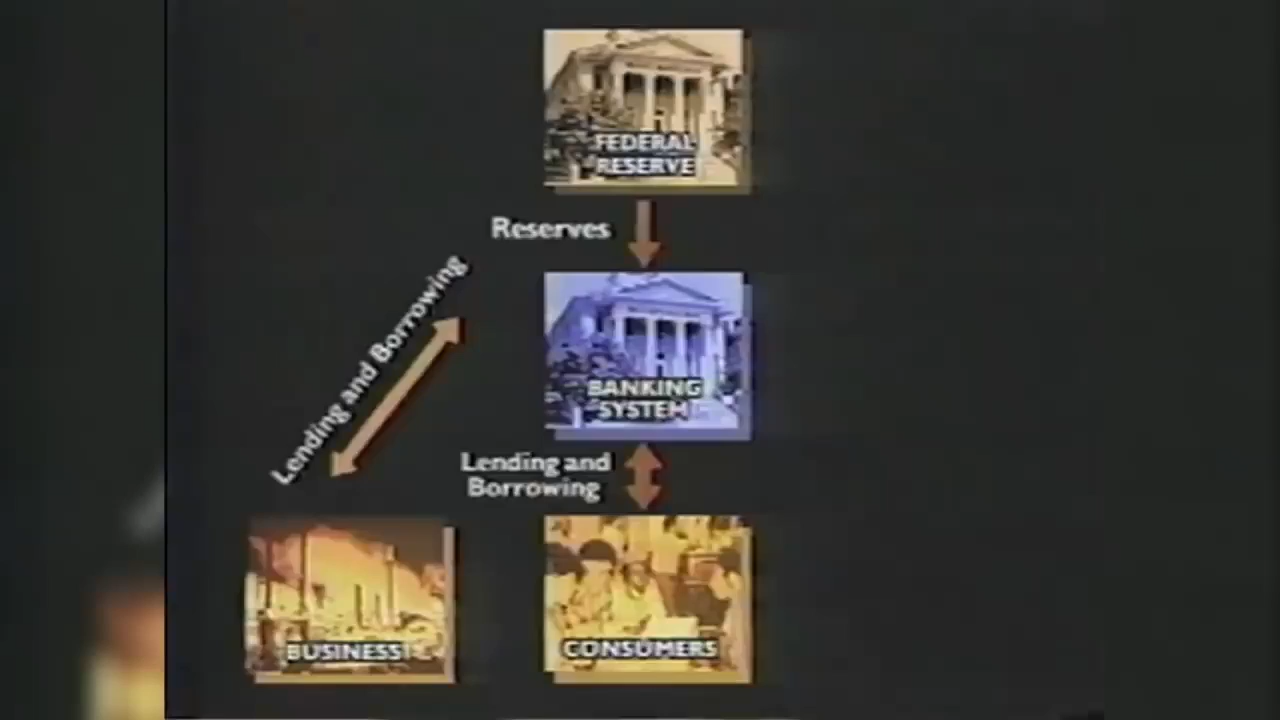 FEDERAL
RESERVE
Reserves
Lending and Borrowing
BANKING
SYSTEM
Lending and
Borrowing
BUSINESS
CONSUMERS